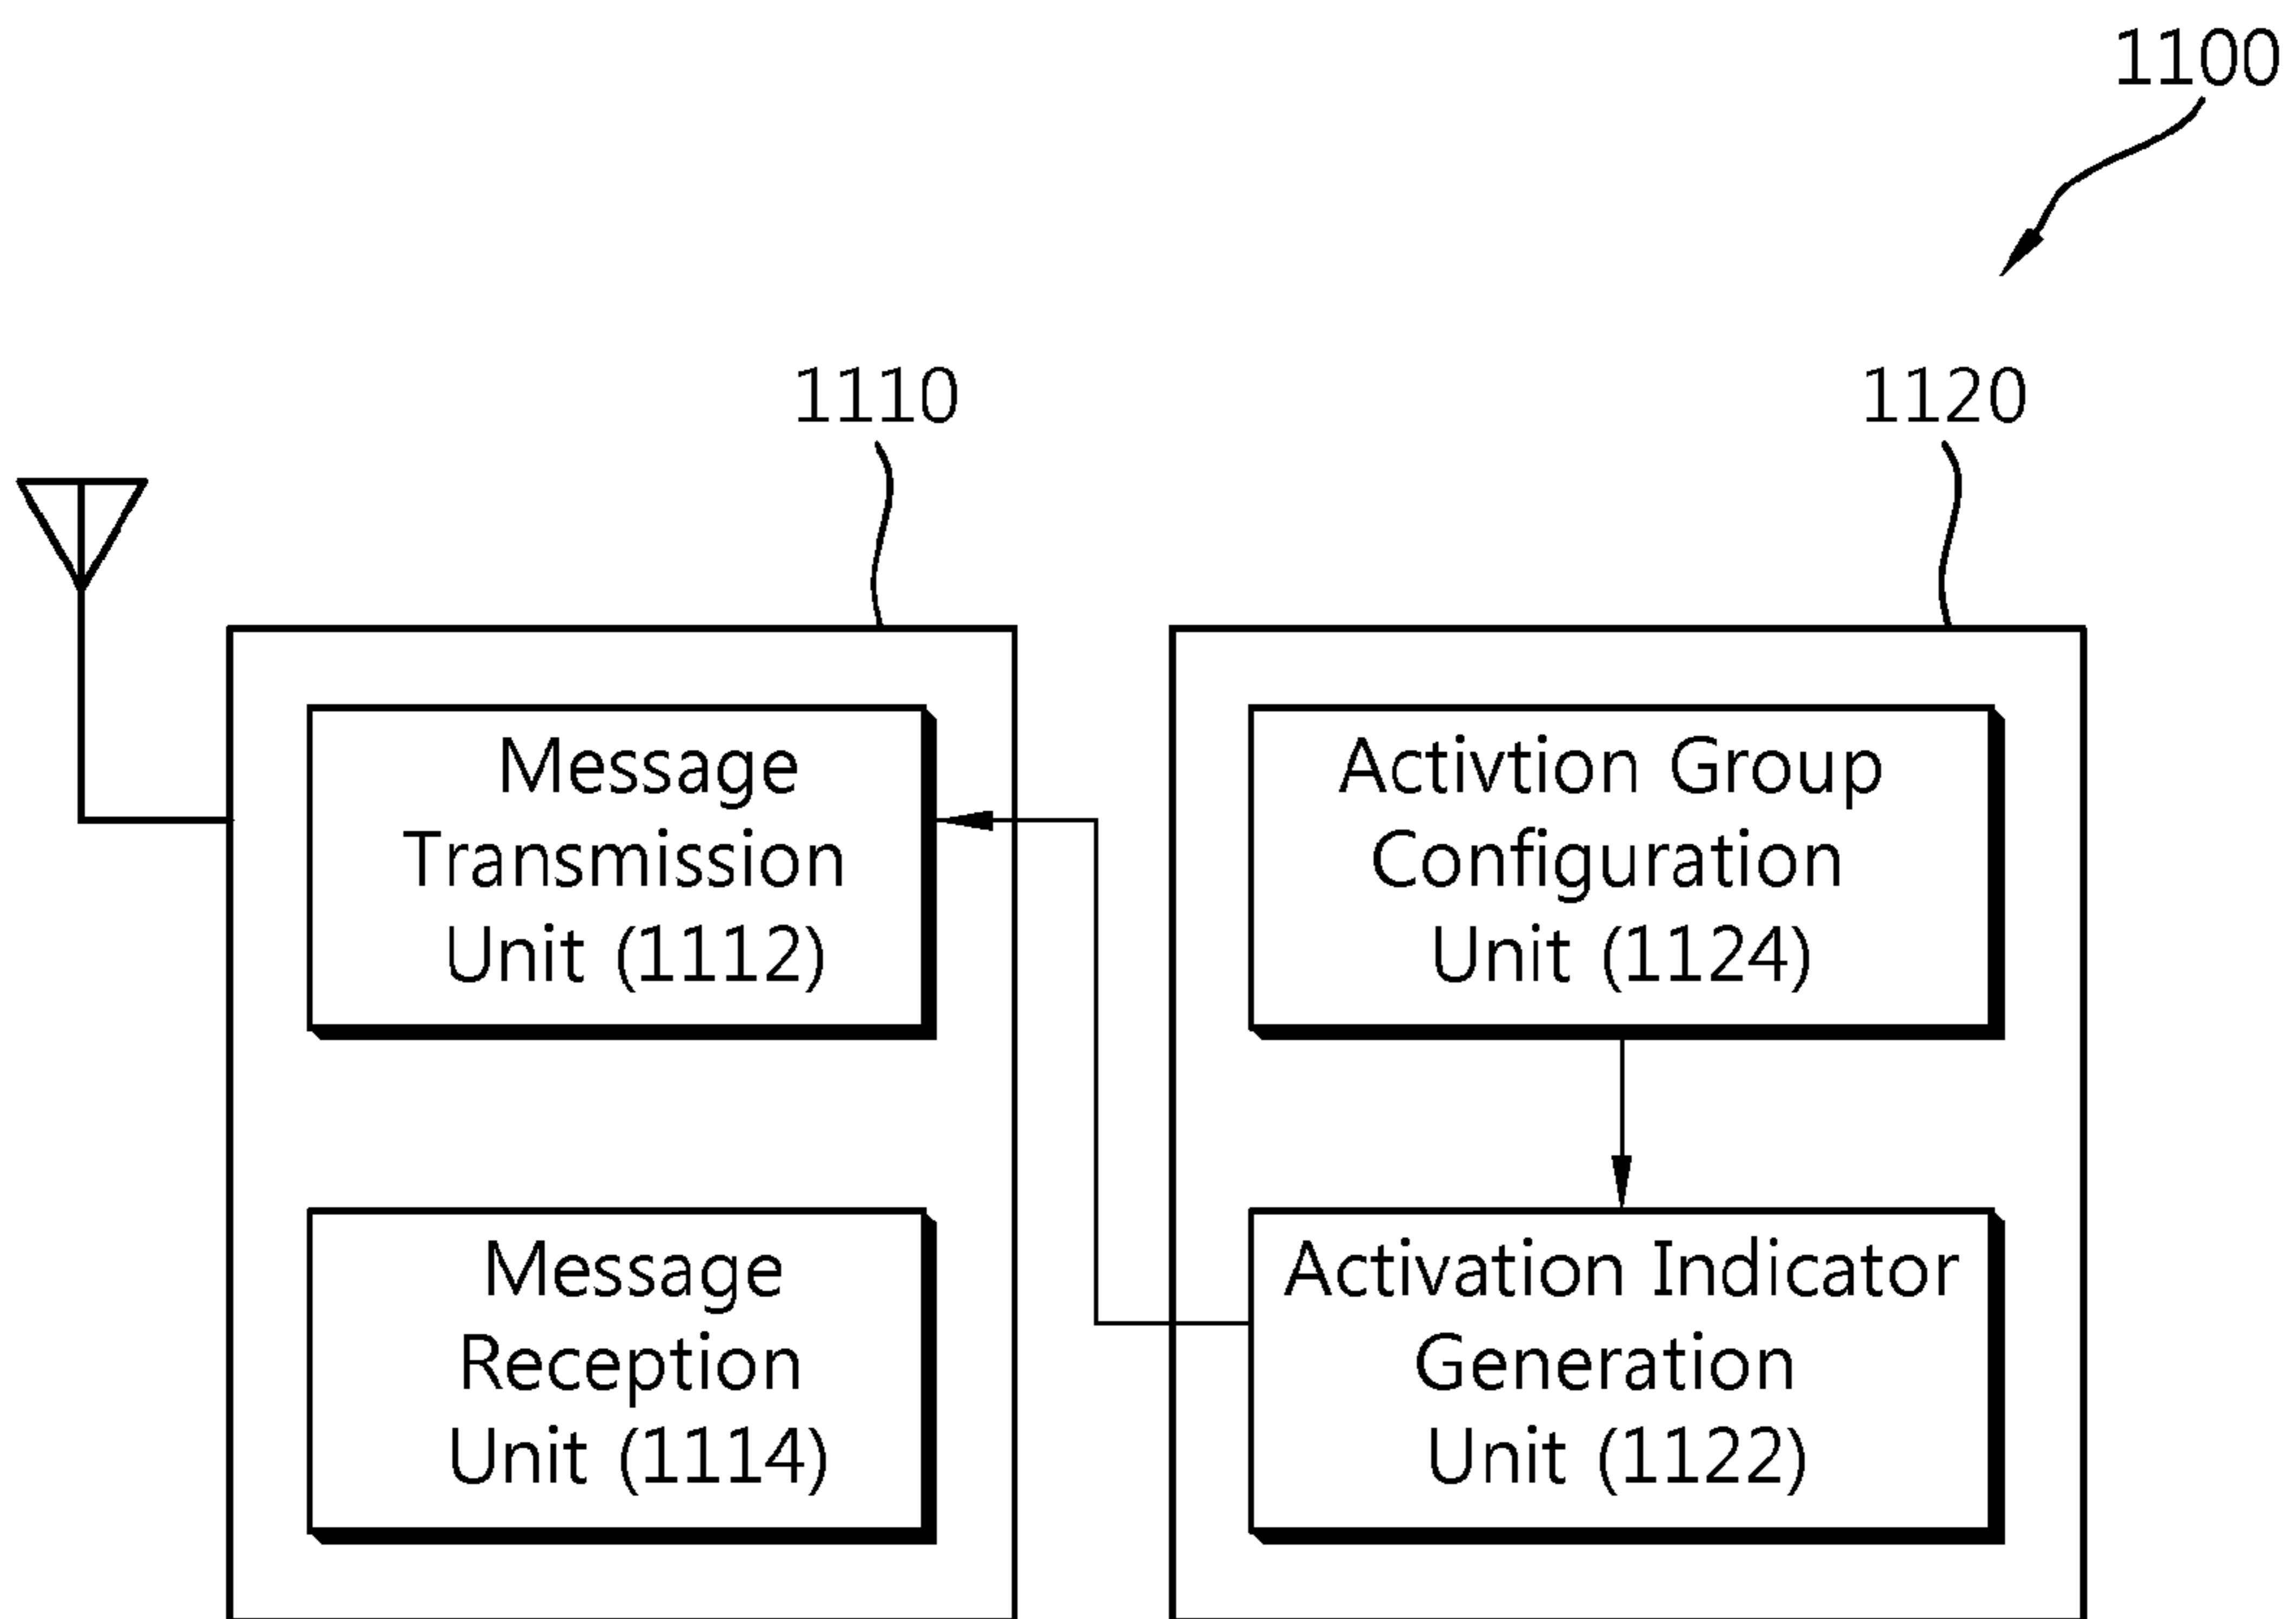 1100
1110
1120
Message
Transmission
Unit (1112)
Activtion Group
Configuration
Unit (1124)
Message
Reception
Unit (1114)
Activation Indicator
Generation
Unit (1122)